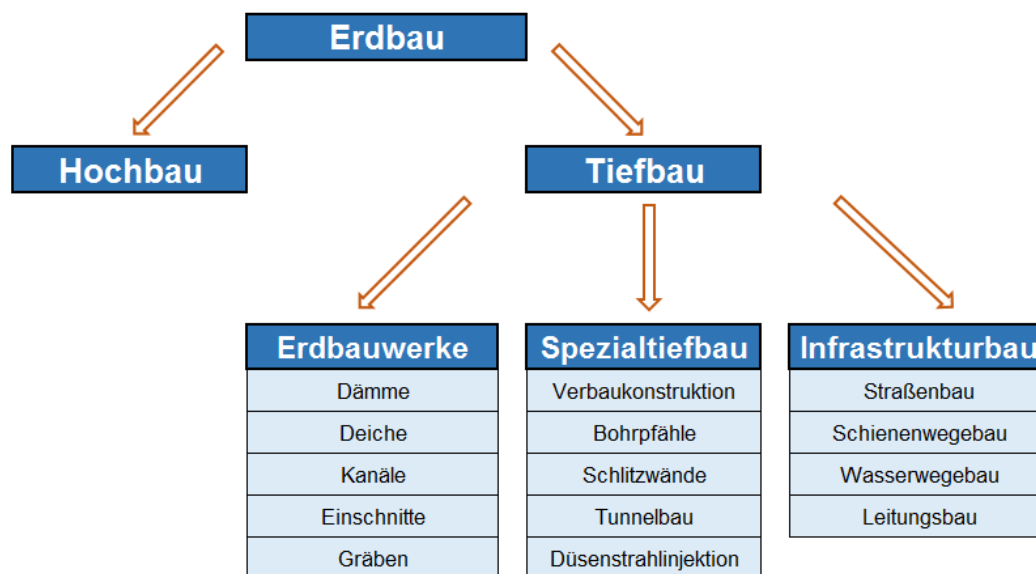 Erdbau
Hochbau
Tiefbau
Erdbauwerke
Dämme
Deiche
Kanäle
Einschnitte
Gräben
Spezialtiefbau
Verbaukonstruktion
Bohrpfähle
Schlitzwände
Tunnelbau
Düsenstrahlinjektion
Infrastrukturbau
Straßenbau
Schienenwegebau
Wasserwegebau
Leitungsbau